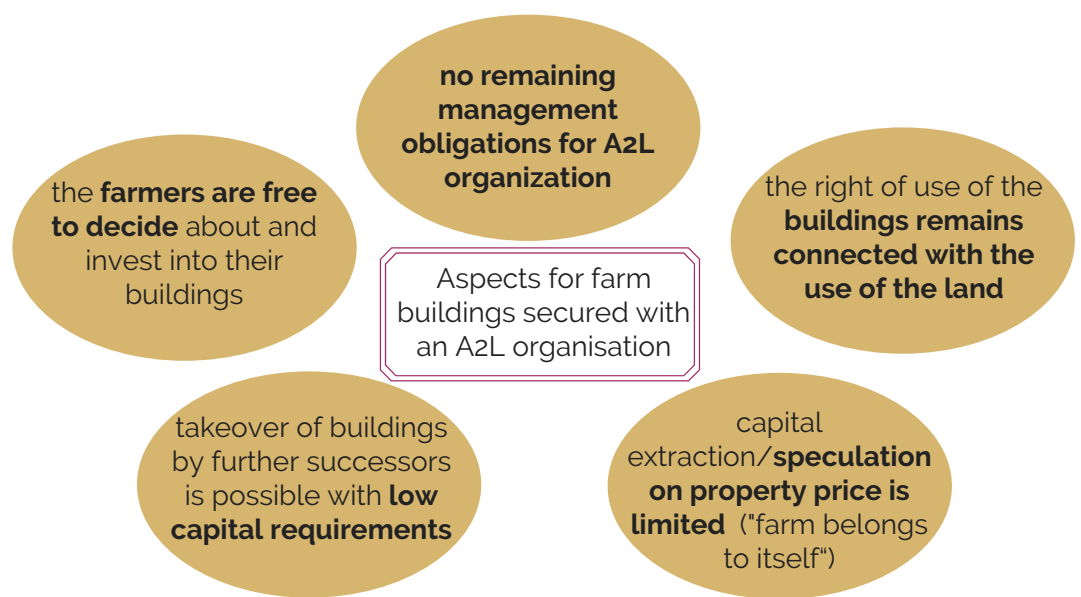 no remaining
management
obligations for A2L
organization
the farmers are free
to decide about and
invest into their
buildings
the right of use of the
buildings remains
connected with the
use of the land
Aspects for farm
buildings secured with
an A2L organisation
takeover of buildings
by further successors
is possible with low
capital requirements
capital
extraction/speculation
on property price is
limited ("farm belongs
to itself“)